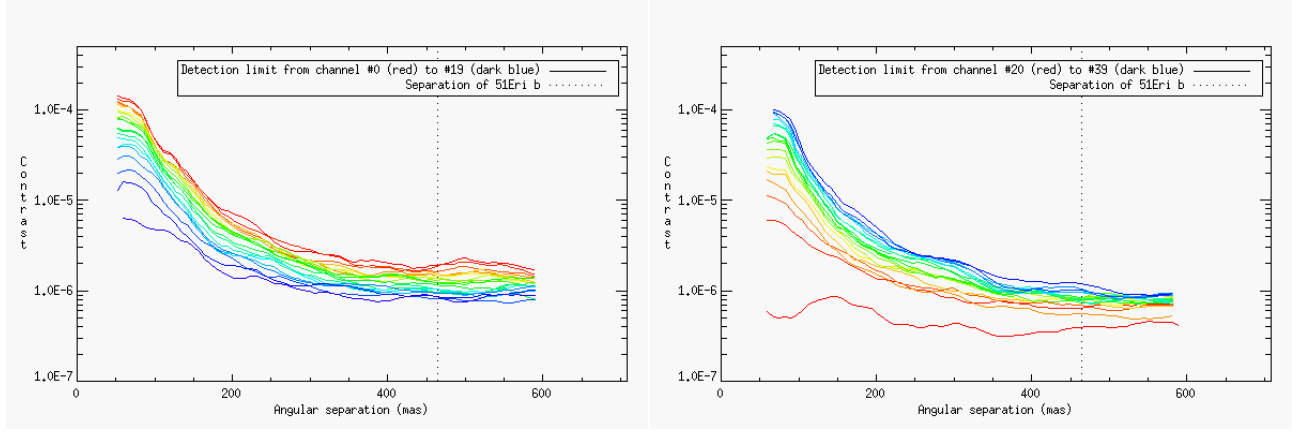 Detection limit from channel #0 (red) to #19 (dark blue)
Separation of 51Eri b
1.0E-4
1.0E-5
1.0E-6
1.0E-7
Contrast
0
200
400
600
Angular separation (mas)
Detection limit from channel #20 (red) to #39 (dark blue)
Separation of 51Eri b
1.0E-4
1.0E-5
1.0E-6
1.0E-7
Contrast
0
200
400
600
Angular separation (mas)